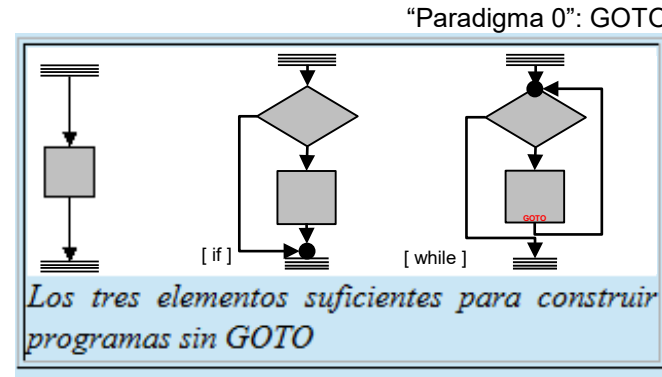 “Paradigma 0”: GOTO
GOTO
[ if ]
[ while ]
Los tres elementos suficientes para construir
programas sin GOTO